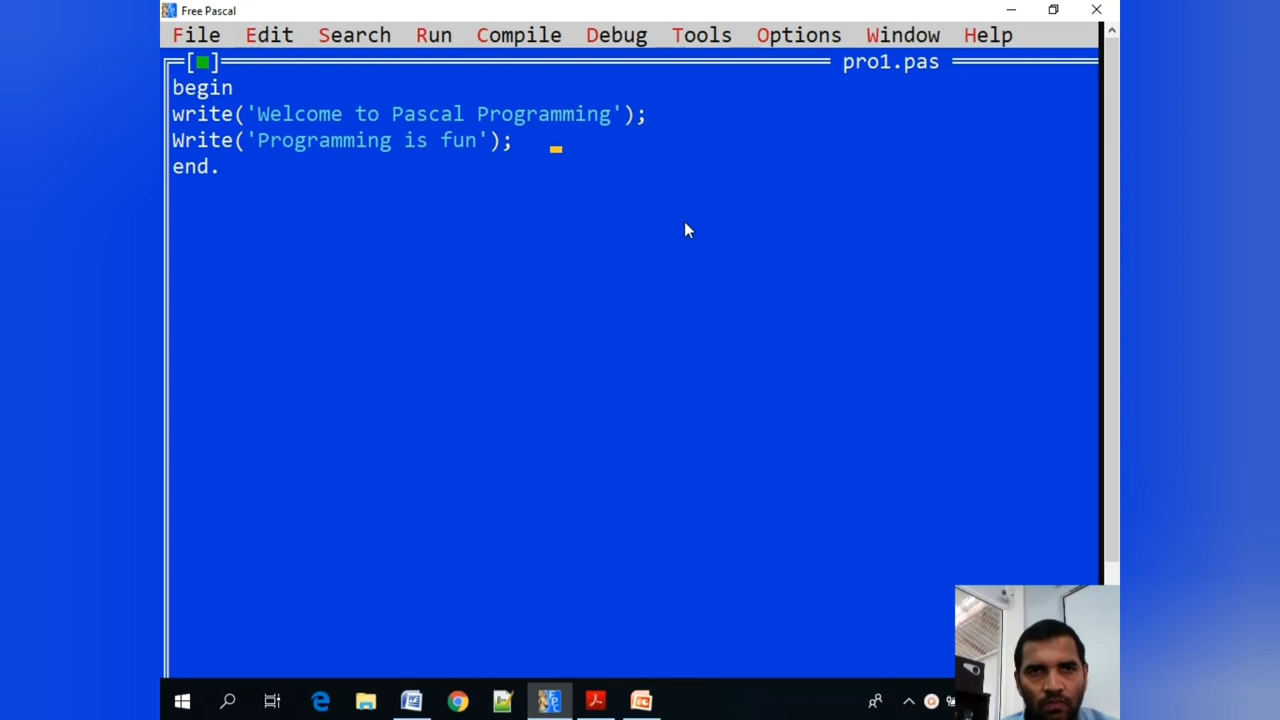 Free Pascal
File Edit Search Run Compile Debug Tools Options Window Help
pro1.pas
begin
write('Welcome to Pascal Programming');
Write('Programming is fun');
end.